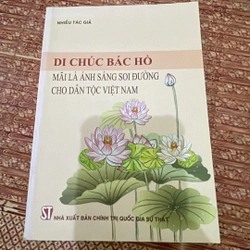 NHIỀU TÁC GIẢ
DI CHÚC BÁC HỒ
MÃI LÀ ÁNH SÁNG SOI ĐƯỜNG
CHO DÂN TỘC VIỆT NAM
NHÀ XUẤT BẢN CHÍNH TRỊ QUỐC GIA SỰ THẬT